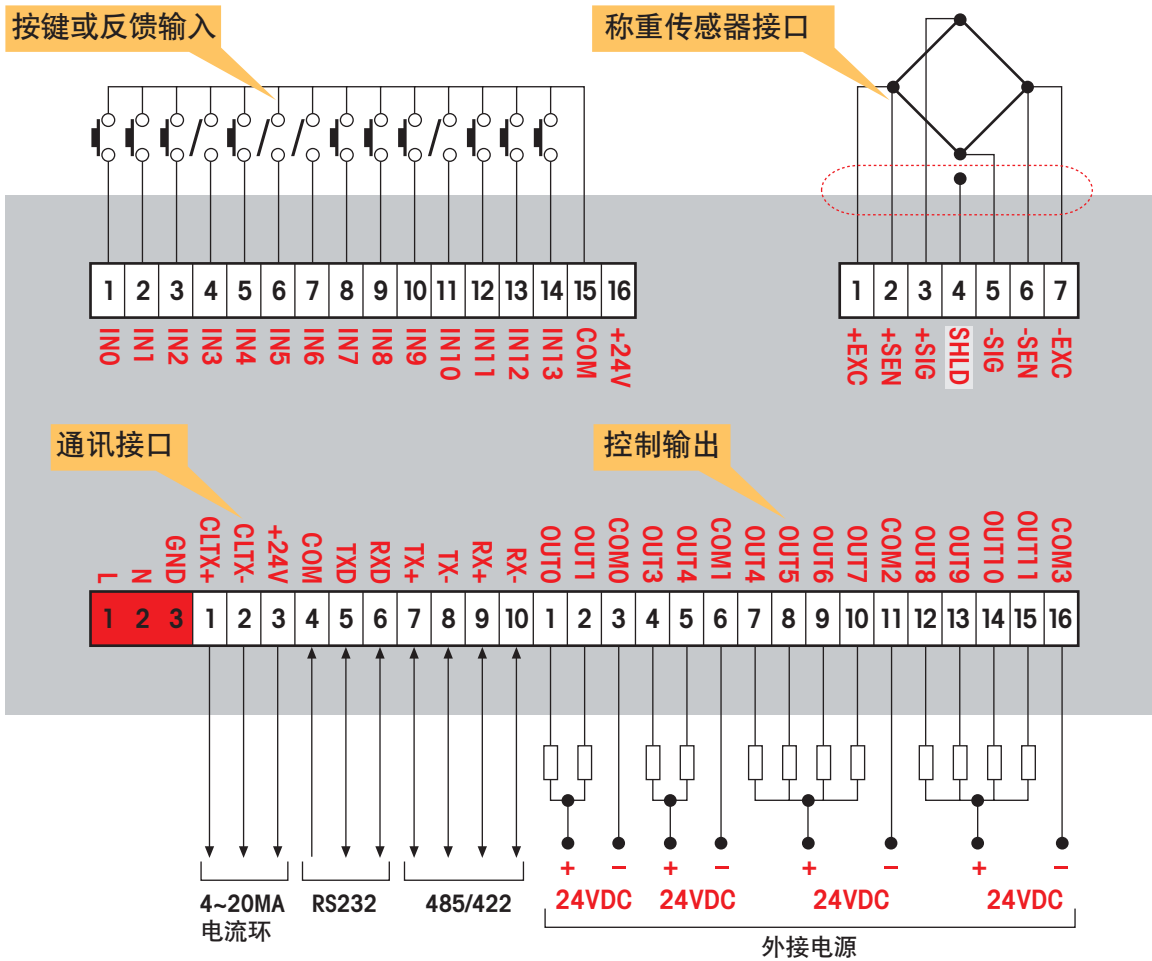 按键或反馈输入
称重传感器接口
1 2 3 4 5 6 7 8 9 10 11 12 13 14 15 16
IN0 IN1 IN2 IN3 IN4 IN5 IN6 IN7 IN8 IN9 IN10 IN11 IN12 IN13 COM +24V
1 2 3 4 5 6 7
+EXC +SEN +SIG SHLD -SIG -SEN -EXC
通讯接口
控制输出
L N GND CLTX+ CLTX- +24V COM TXD RXD TX+ TX- RX+ RX- OUT0 OUT1 COM0 OUT3 OUT4 COM1 OUT4 OUT5 OUT6 OUT7 COM2 OUT8 OUT9 OUT10 OUT11 COM3
1 2 3 1 2 3 4 5 6 7 8 9 10 1 2 3 4 5 6 7 8 9 10 11 12 13 14 15 16
+ − + − + − + −
4~20MA
电流环
RS232
485/422
24VDC 24VDC 24VDC 24VDC
外接电源